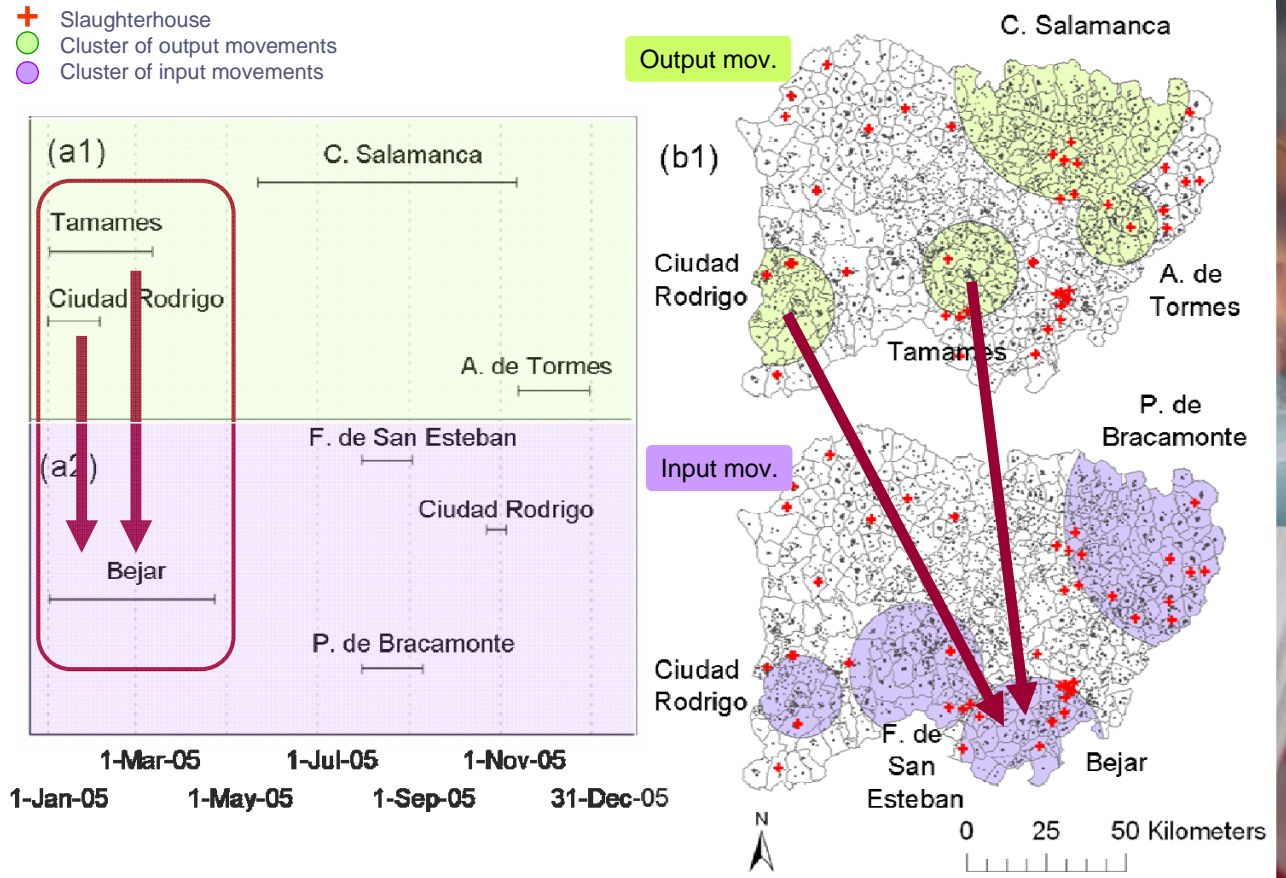 Slaughterhouse
Cluster of output movements
Cluster of input movements
(a1)
C. Salamanca
Tamames
Ciudad Rodrigo
A. de Tormes
(a2)
F. de San Esteban
Ciudad Rodrigo
Bejar
P. de Bracamonte
1-Mar-05
1-Jul-05
1-Nov-05
1-Jan-05
1-May-05
1-Sep-05
31-Dec-05
Output mov.
C. Salamanca
(b1)
Ciudad
Rodrigo
Tamames
A. de
Tormes
Input mov.
P. de
Bracamonte
Ciudad
Rodrigo
F. de
San
Esteban
Bejar
N
0 25 50 Kilometers